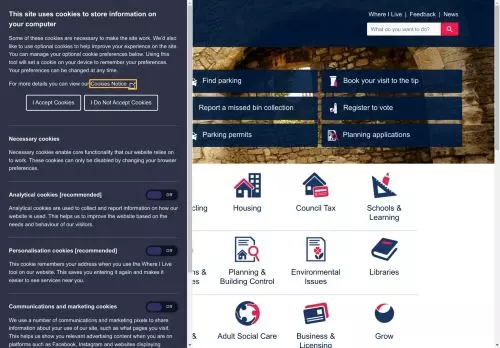 This site uses cookies to store information on
your computer
Some of these cookies are necessary to make the site work. We'd also
like to use optional cookies to help improve your experience on the site.
You can manage your optional cookie preferences below. Using this
tool will set a cookie on your device to remember your preferences.
Your preferences can be changed at any time.
For more details you can view our Cookies Notice
I Accept Cookies
I Do Not Accept Cookies
Necessary cookies
Necessary cookies enable core functionality that our website relies on
to work. These cookies can only be disabled by changing your browser
preferences.
Analytical cookies [recommended]
Off
Analytical cookies are used to collect and report information on how our
website is used. This helps us to improve the website based on the
needs and behaviour of our visitors.
Personalisation cookies [recommended]
Off
This cookie remembers your address when you use the Where I Live
tool on our website. This saves you entering it again and makes it
easier to see services near you.
Communications and marketing cookies
Off
We use a number of communications and marketing pixels to share
information about your use of our site, such as what pages you visit.
This helps us show you relevant advertising content when you are on
platforms such as Facebook, Instagram and websites displaying
Where I Live | Feedback | News
What do you want to do?
Find parking
Book your visit to the tip
Report a missed bin collection
Register to vote
Parking permits
Planning applications
cling
Housing
Council Tax
Schools &
Learning
ns &
s
Planning &
Building Control
Environmental
Issues
Libraries
Adult Social Care
Business &
Licensing
Grow